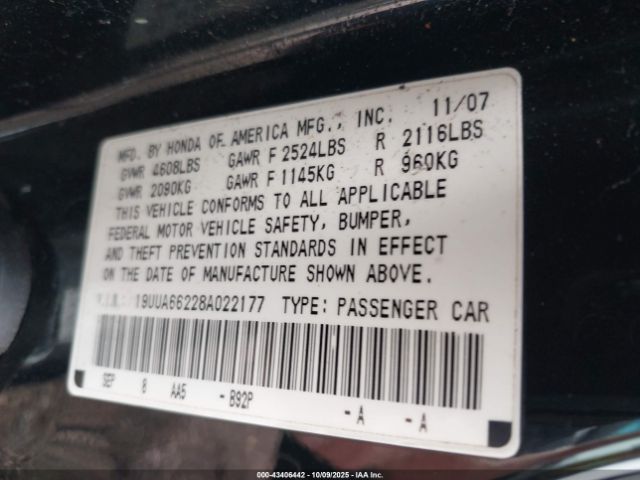 MFD. BY HONDA OF AMERICA MFG., INC. 11/07
GVWR 4608LBS GAWR F 2524LBS R 2116LBS
GVWR 2090KG GAWR F 1145KG R 960KG
THIS VEHICLE CONFORMS TO ALL APPLICABLE
FEDERAL MOTOR VEHICLE SAFETY, BUMPER,
AND THEFT PREVENTION STANDARDS IN EFFECT
ON THE DATE OF MANUFACTURE SHOWN ABOVE.
V.I.N.: 19UUA66228A022177 TYPE: PASSENGER CAR
SEP 8 AA5 -B92P -A -A
000-43406442 - 10/09/2025 - IAA Inc.